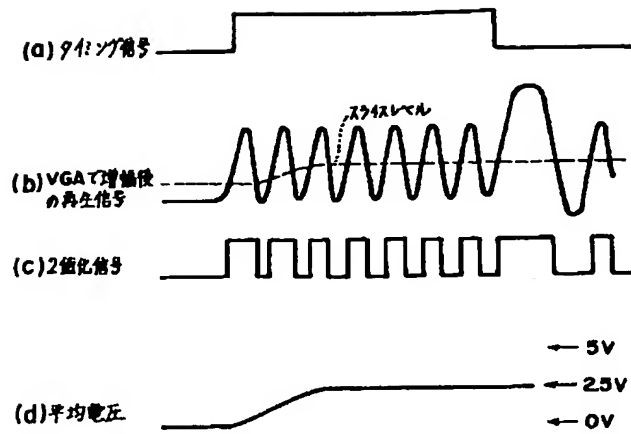 (a) タイミング信号
スライスレベル
(b) VGAで増幅後
の再生信号
(c) 2値化信号
5V
2.5V
(d) 平均電圧
0V